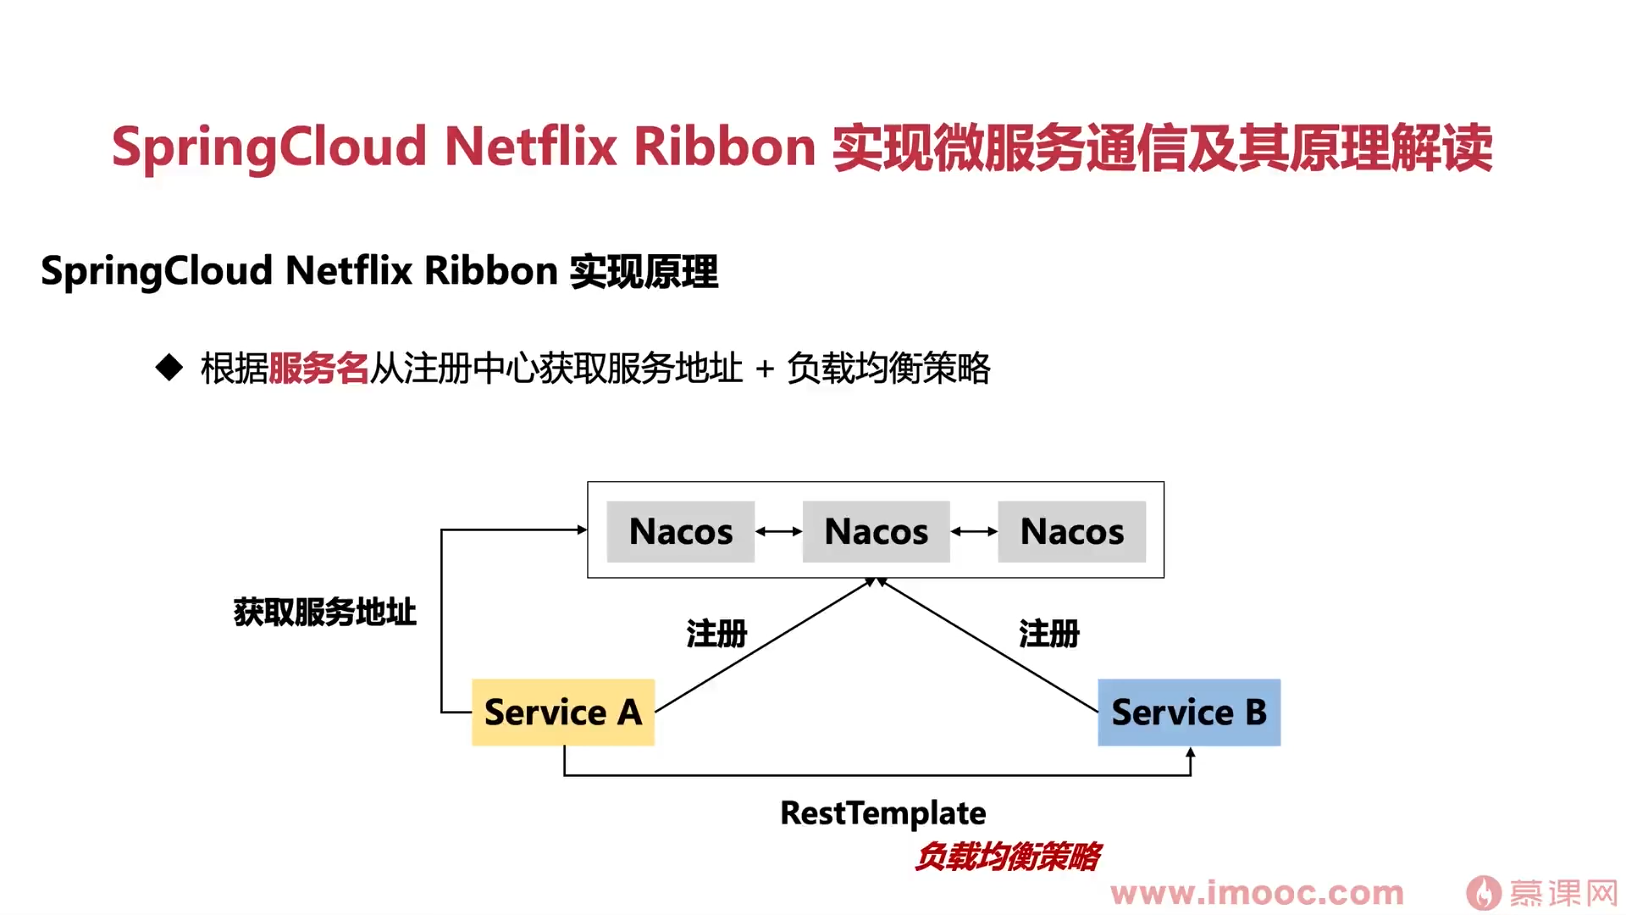 SpringCloud Netflix Ribbon 实现微服务通信及其原理解读
SpringCloud Netflix Ribbon 实现原理
◆ 根据服务名从注册中心获取服务地址 + 负载均衡策略
Nacos
Nacos
Nacos
获取服务地址
注册
注册
Service A
Service B
RestTemplate
负载均衡策略
www.imooc.com
慕课网